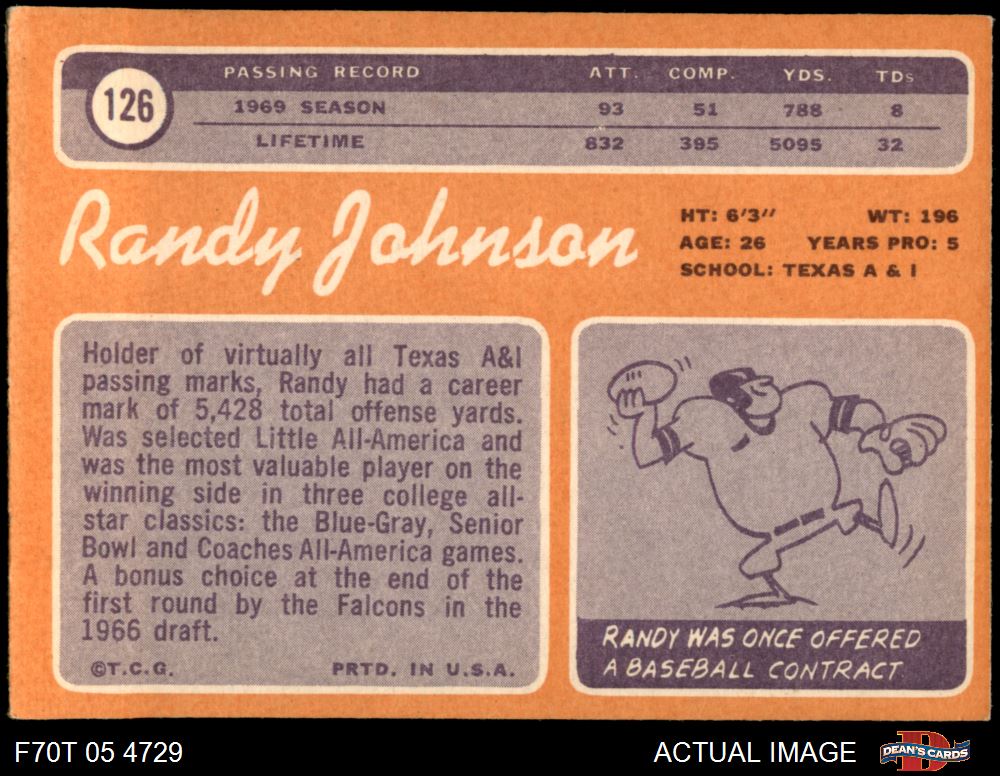 PASSING RECORD ATT. COMP. YDS. TDs
126
1969 SEASON 93 51 788 8
LIFETIME 832 395 5095 32
Randy Johnson
HT: 6'3" WT: 196
AGE: 26 YEARS PRO: 5
SCHOOL: TEXAS A & I
Holder of virtually all Texas A&I
passing marks, Randy had a career
mark of 5,428 total offense yards.
Was selected Little All-America and
was the most valuable player on the
winning side in three college all-
star classics: the Blue-Gray, Senior
Bowl and Coaches All-America games.
A bonus choice at the end of the
first round by the Falcons in the
1966 draft.
©T.C.G. PRTD. IN U.S.A.
RANDY WAS ONCE OFFERED
A BASEBALL CONTRACT
F70T 05 4729 ACTUAL IMAGE D DEAN'S CARDS